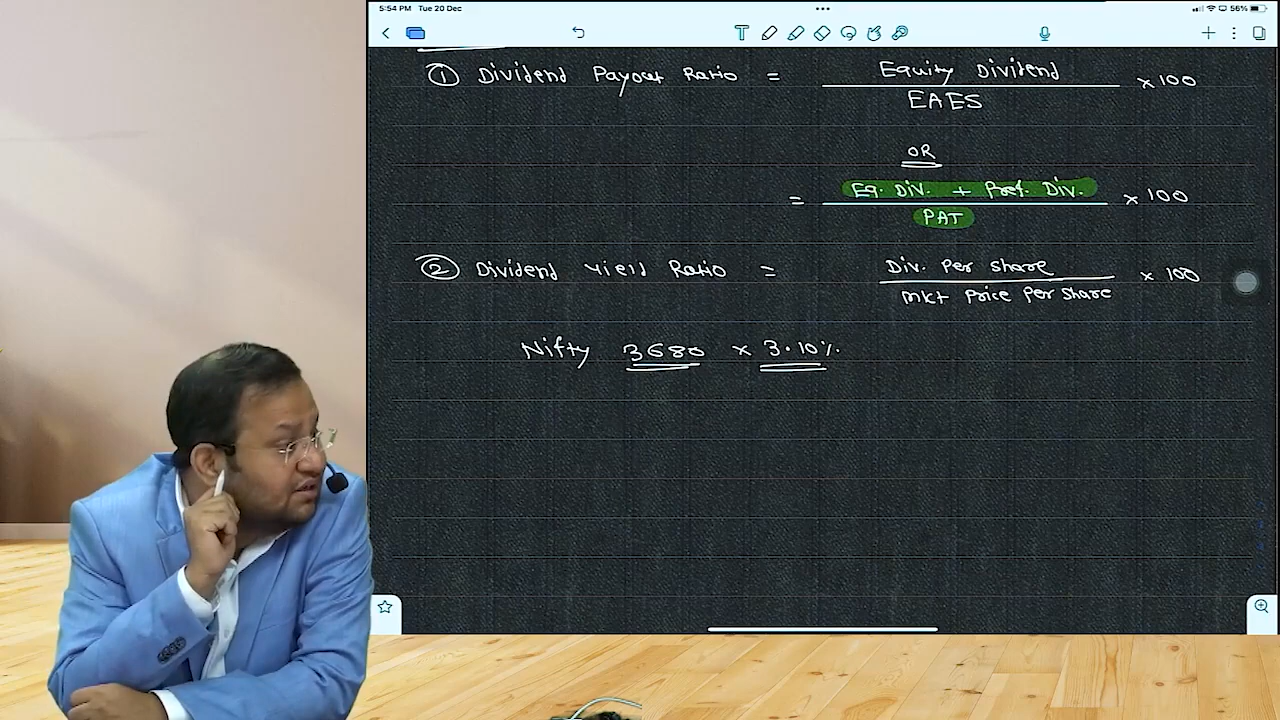 5:54 PM Tue 20 Dec
56%
① Dividend Payout Ratio = Equity Dividend
EAES
× 100
OR
= Eq. Div. + Pref. Div.
PAT
× 100
② Dividend Yield Ratio = Div. Per share
mkt Price Per Share
× 100
Nifty 3680 × 3.10%